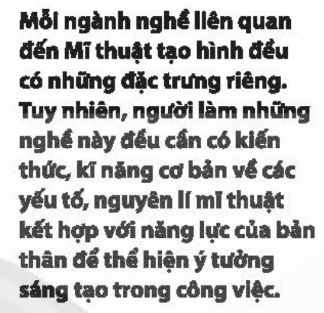 Mỗi ngành nghề liên quan
đến Mĩ thuật tạo hình đều
có những đặc trưng riêng.
Tuy nhiên, người làm những
nghề này đều cần có kiến
thức, kĩ năng cơ bản về các
yếu tố, nguyên lí mĩ thuật
kết hợp với năng lực của bản
thân để thể hiện ý tưởng
sáng tạo trong công việc.